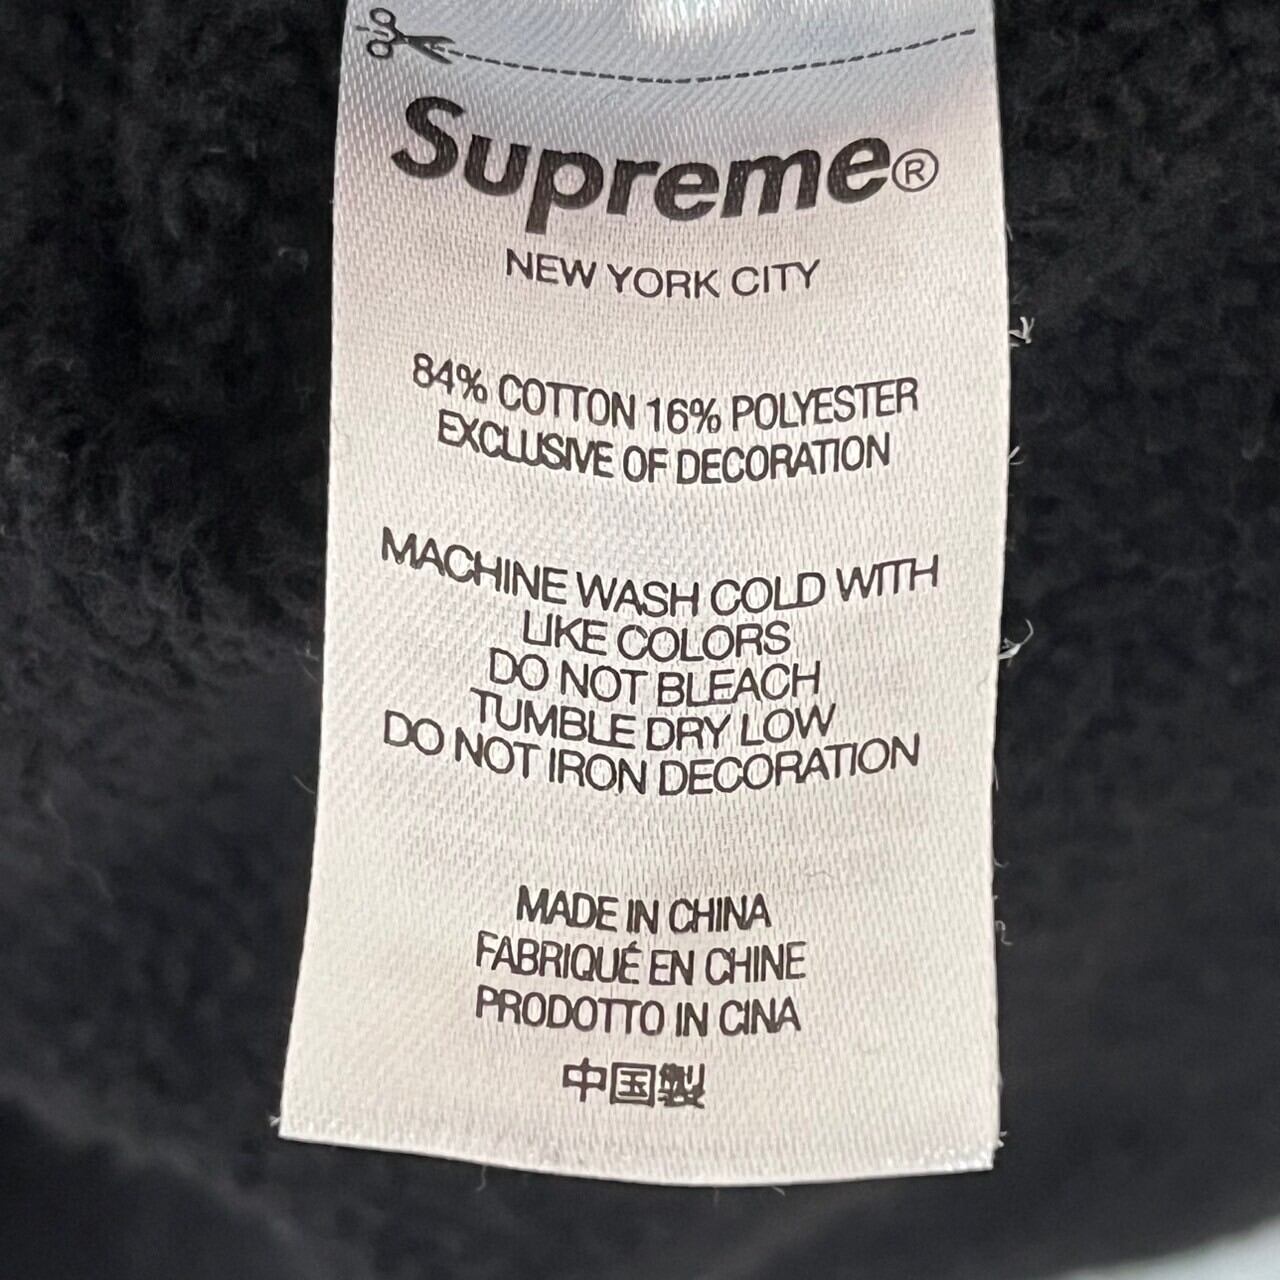 Supreme®
NEW YORK CITY
84% COTTON 16% POLYESTER
EXCLUSIVE OF DECORATION
MACHINE WASH COLD WITH
LIKE COLORS
DO NOT BLEACH
TUMBLE DRY LOW
DO NOT IRON DECORATION
MADE IN CHINA
FABRIQUÉ EN CHINE
PRODOTTO IN CINA
中国製